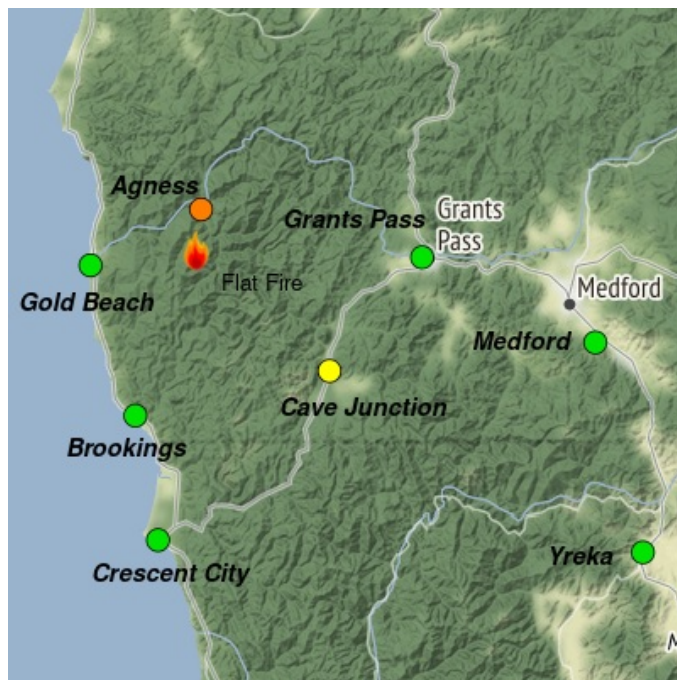 Agness
Grants Pass
Grants
Pass
Flat Fire
Medford
Gold Beach
Medford
Cave Junction
Brookings
Yreka
Crescent City
M